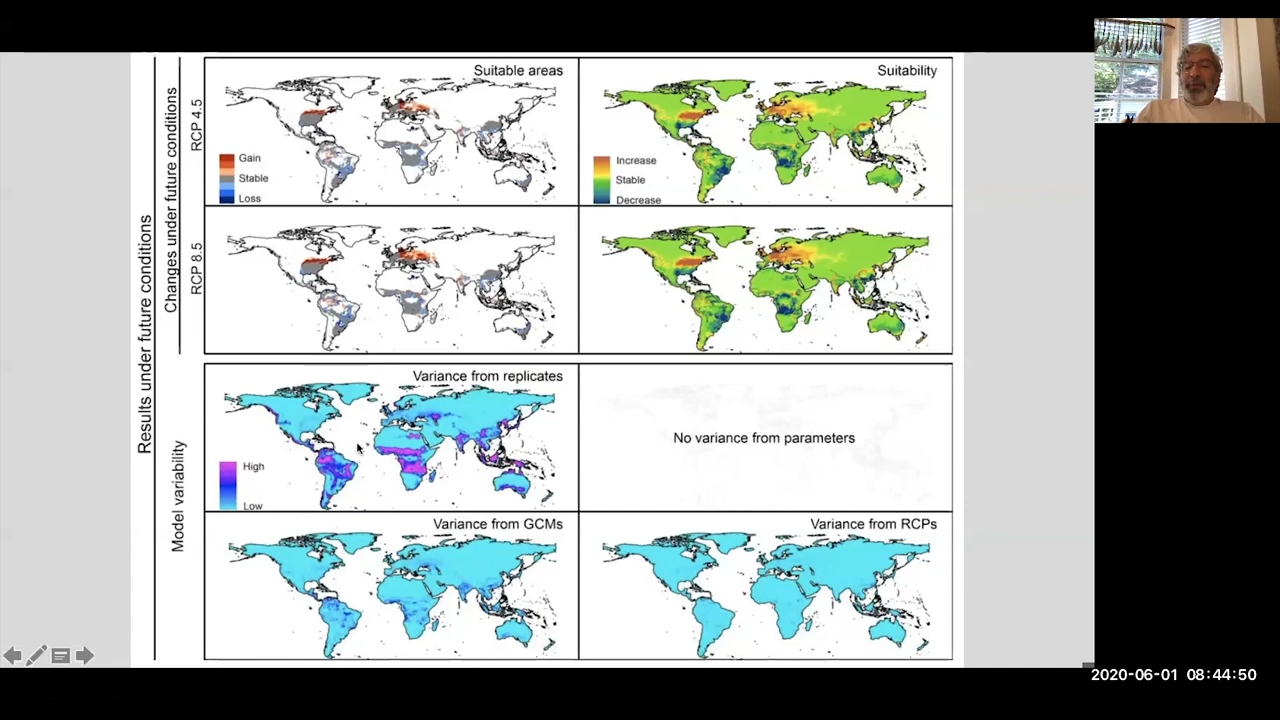 Results under future conditions
Changes under future conditions
RCP 4.5
Suitable areas
Gain
Stable
Loss
Suitability
Increase
Stable
Decrease
RCP 8.5
Model variability
Variance from replicates
High
Low
No variance from parameters
Variance from GCMs
Variance from RCPs
2020-06-01 08:44:50